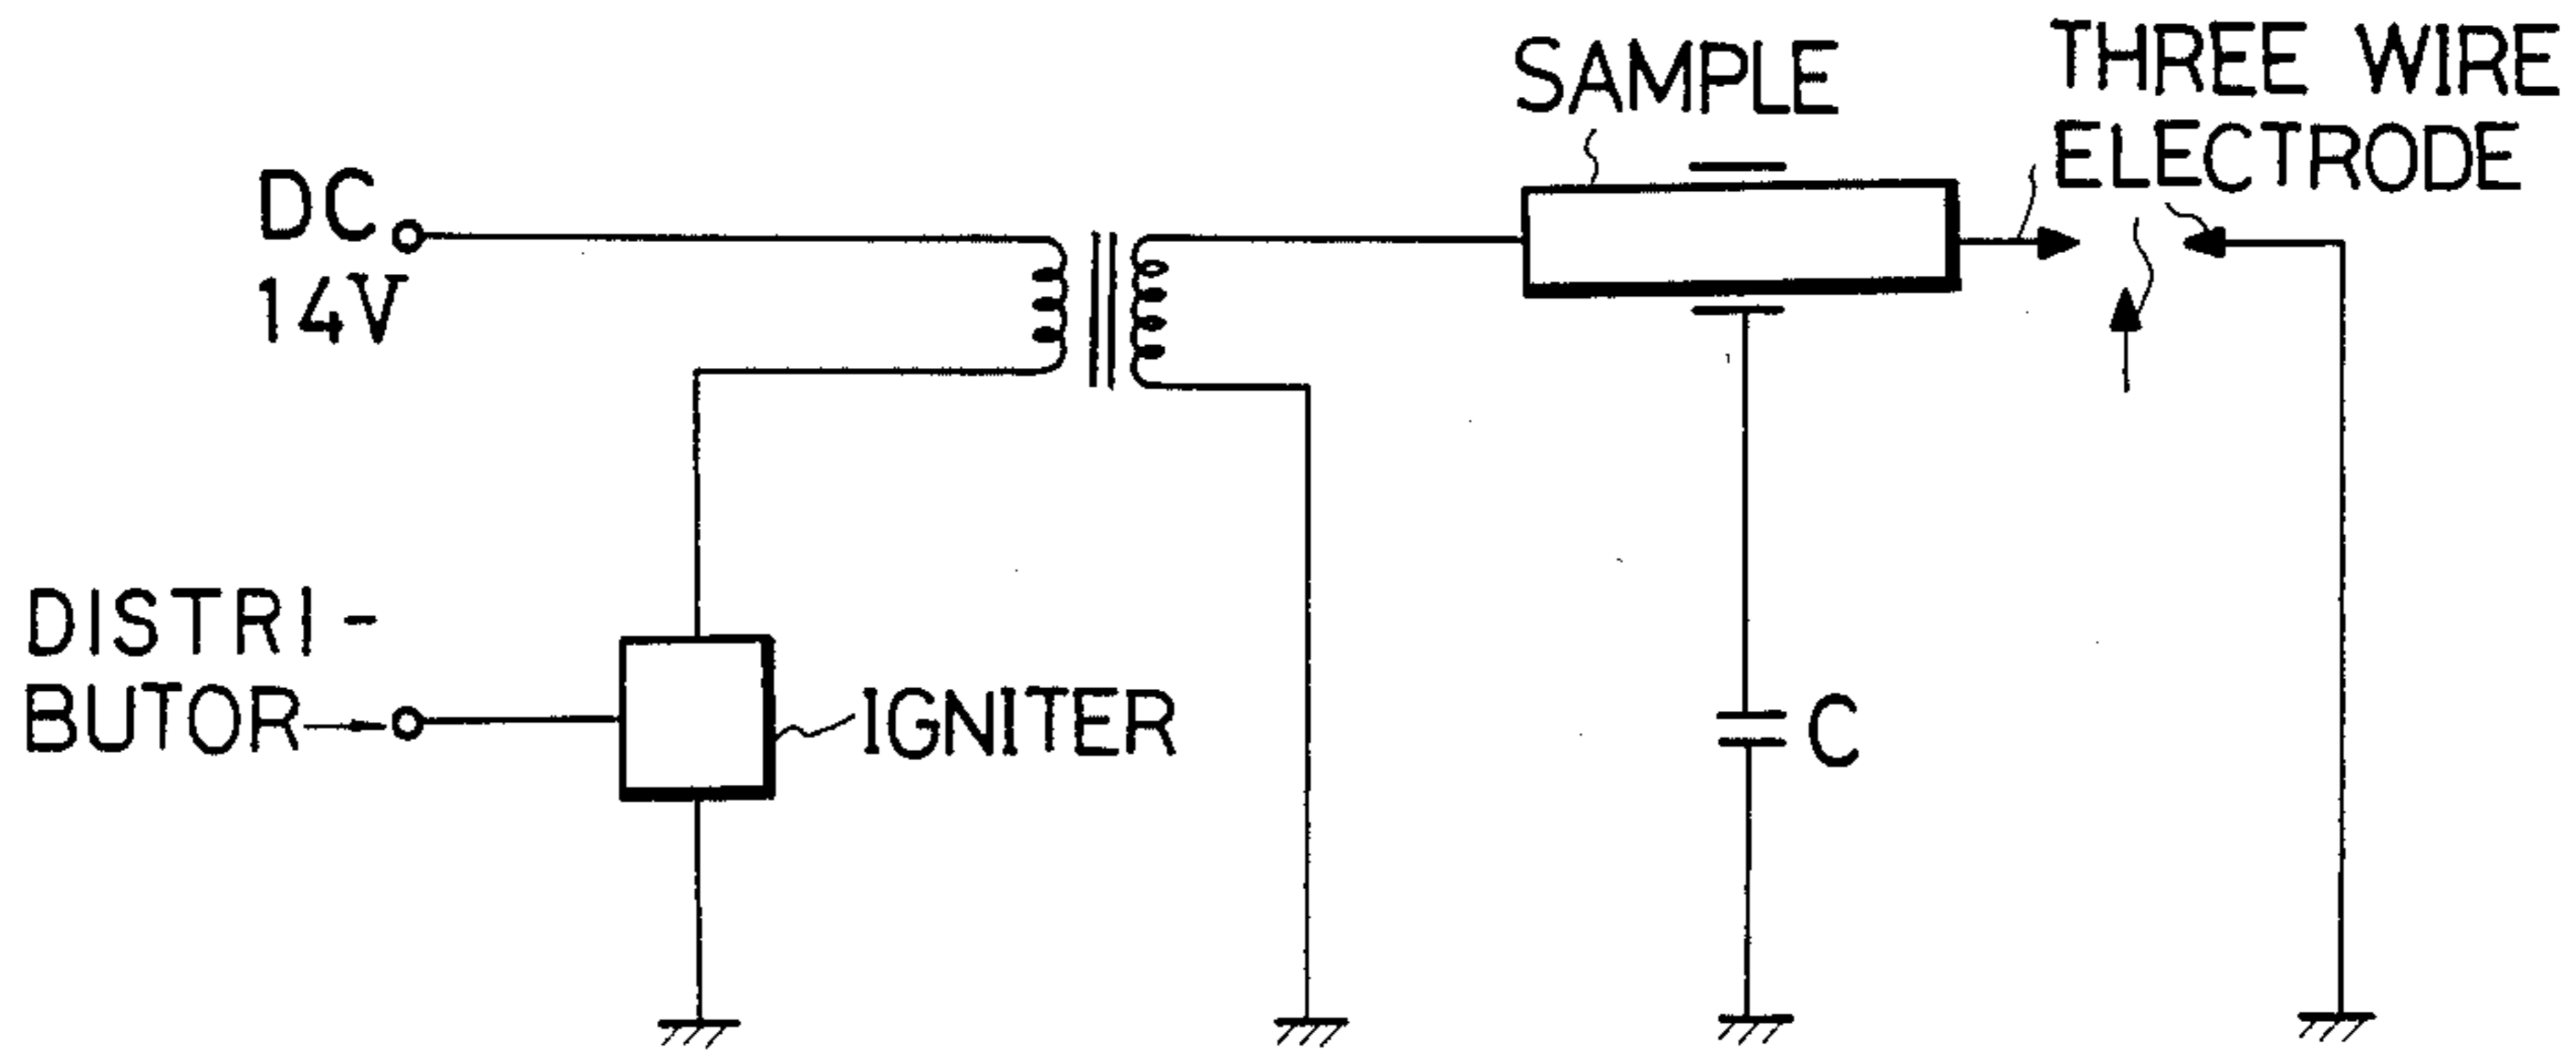 DC
14V
SAMPLE
THREE WIRE
ELECTRODE
DISTRI-
BUTOR
IGNITER
C